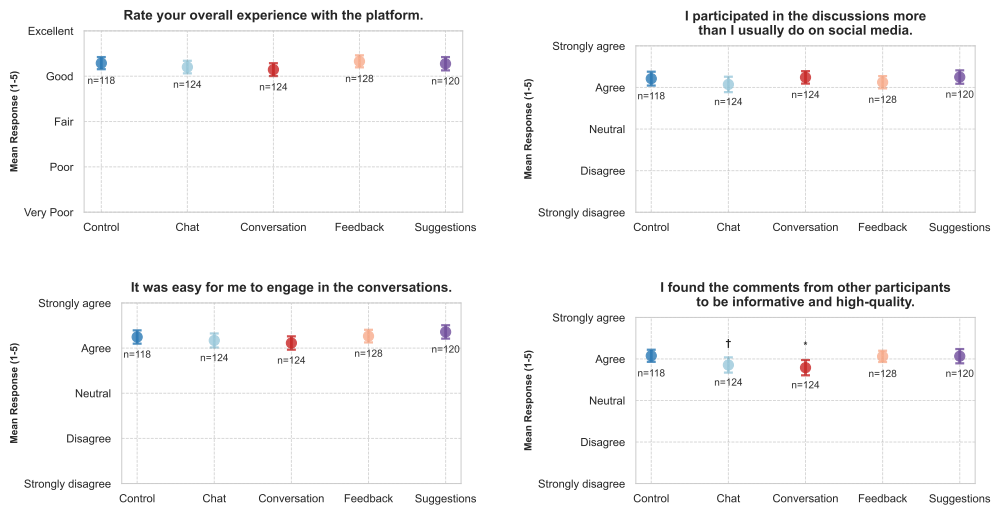 Rate your overall experience with the platform.
Mean Response (1-5)
Excellent
Good
Fair
Poor
Very Poor
n=118
n=124
n=124
n=128
n=120
Control
Chat
Conversation
Feedback
Suggestions
I participated in the discussions more
than I usually do on social media.
Mean Response (1-5)
Strongly agree
Agree
Neutral
Disagree
Strongly disagree
n=118
n=124
n=124
n=128
n=120
Control
Chat
Conversation
Feedback
Suggestions
It was easy for me to engage in the conversations.
Mean Response (1-5)
Strongly agree
Agree
Neutral
Disagree
Strongly disagree
n=118
n=124
n=124
n=128
n=120
Control
Chat
Conversation
Feedback
Suggestions
I found the comments from other participants
to be informative and high-quality.
Mean Response (1-5)
Strongly agree
Agree
Neutral
Disagree
Strongly disagree
†
*
n=118
n=124
n=124
n=128
n=120
Control
Chat
Conversation
Feedback
Suggestions